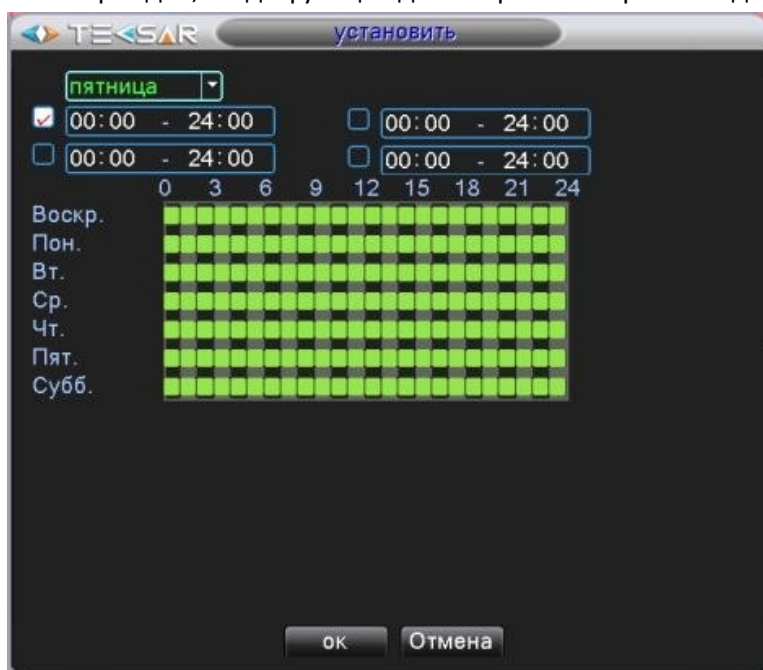 TECSAR установить
пятница
00:00 - 24:00 00:00 - 24:00
00:00 - 24:00 00:00 - 24:00
0 3 6 9 12 15 18 21 24
Воскр.
Пон.
Вт.
Ср.
Чт.
Пят.
Субб.
ок Отмена